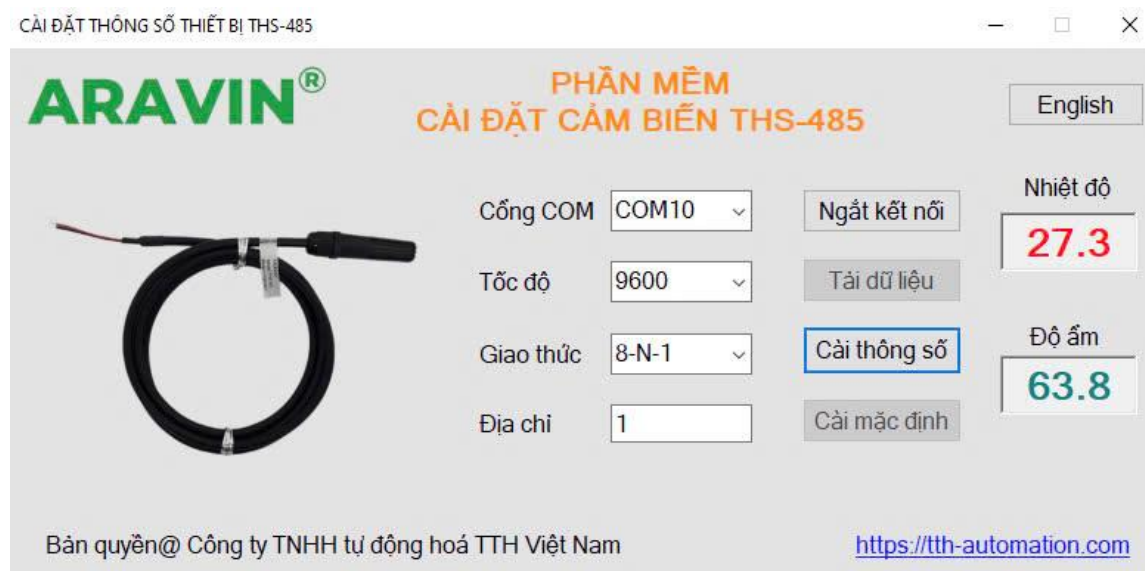 CÀI ĐẶT THÔNG SỐ THIẾT BỊ THS-485
ARAVIN®
PHẦN MỀM
CÀI ĐẶT CẢM BIẾN THS-485
English
Cổng COM
COM10
Ngắt kết nối
Nhiệt độ
27.3
Tốc độ
9600
Tải dữ liệu
Giao thức
8-N-1
Cài thông số
Độ ẩm
63.8
Địa chỉ
1
Cài mặc định
Bản quyền@ Công ty TNHH tự động hoá TTH Việt Nam
https://tth-automation.com